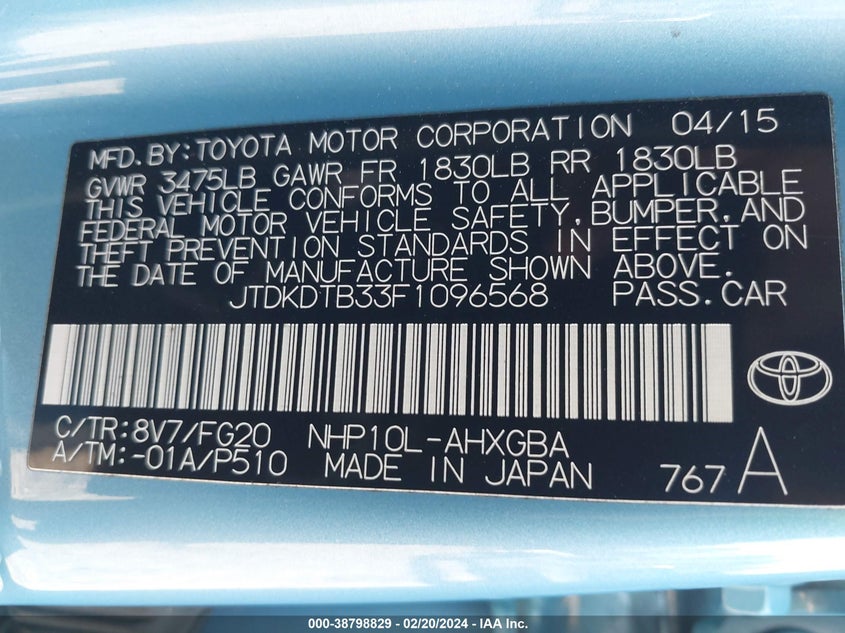 MFD.BY:TOYOTA MOTOR CORPORATION 04/15
GVWR 3475LB GAWR FR 1830LB RR 1830LB
THIS VEHICLE CONFORMS TO ALL APPLICABLE
FEDERAL MOTOR VEHICLE SAFETY,BUMPER,AND
THEFT PREVENTION STANDARDS IN EFFECT ON
THE DATE OF MANUFACTURE SHOWN ABOVE.
JTDKDTB33F1096568 PASS.CAR
C/TR:8V7/FG20 NHP10L-AHXGBA
A/TM:-01A/P510 MADE IN JAPAN 767 A
000-38798829 - 02/20/2024 - IAA Inc.